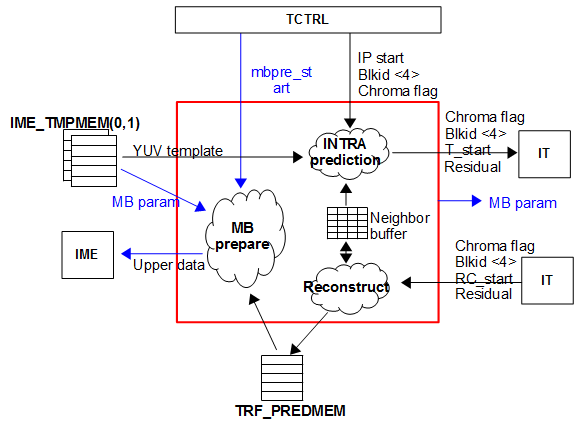 TCTRL
mbpre_st
art
IP start
Blkid <4>
Chroma flag
IME_TMPMEM(0,1)
INTRA
prediction
Chroma flag
Blkid <4>
T_start
Residual
IT
YUV template
MB param
MB
prepare
Neighbor
buffer
MB param
IME
Upper data
Reconstruct
Chroma flag
Blkid <4>
RC_start
Residual
IT
TRF_PREDMEM